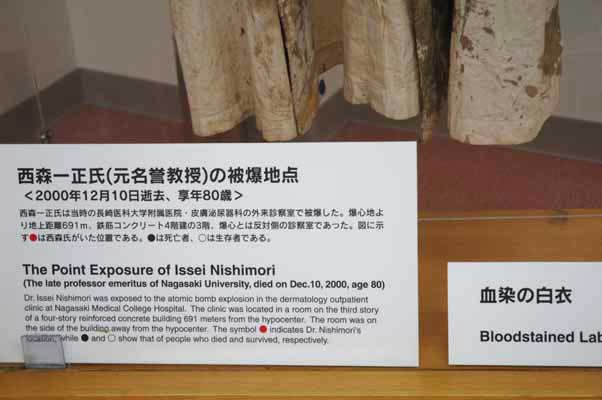 西森一正氏(元名誉教授)の被爆地点
<2000年12月10日逝去、享年80歳>
西森一正氏は当時の長崎医科大学附属医院・皮膚泌尿器科の外来診察室で被爆した。爆心地よ
り地上距離691m、鉄筋コンクリート4階建の3階、爆心とは反対側の診察室であった。図に示
す●は西森氏がいた位置である。●は死亡者、○は生存者である。
The Point Exposure of Issei Nishimori
(The late professor emeritus of Nagasaki University, died on Dec.10, 2000, age 80)
Dr. Issei Nishimori was exposed to the atomic bomb explosion in the dermatology outpatient
clinic at Nagasaki Medical College Hospital. The clinic was located in a room on the third story
of a four-story reinforced concrete building 691 meters from the hypocenter. The room was on
the side of the building away from the hypocenter. The symbol ● indicates Dr. Nishimori's
location, while ● and ○ show that of people who died and survived, respectively.
血染の白衣
Bloodstained Lab